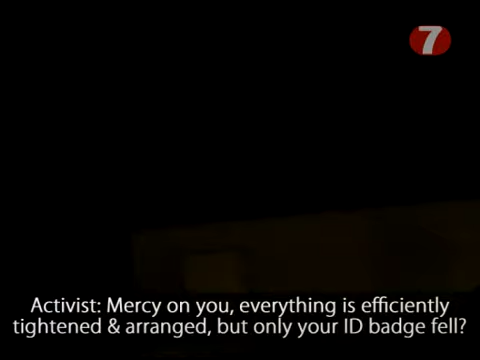 7
Activist: Mercy on you, everything is efficiently
tightened & arranged, but only your ID badge fell?